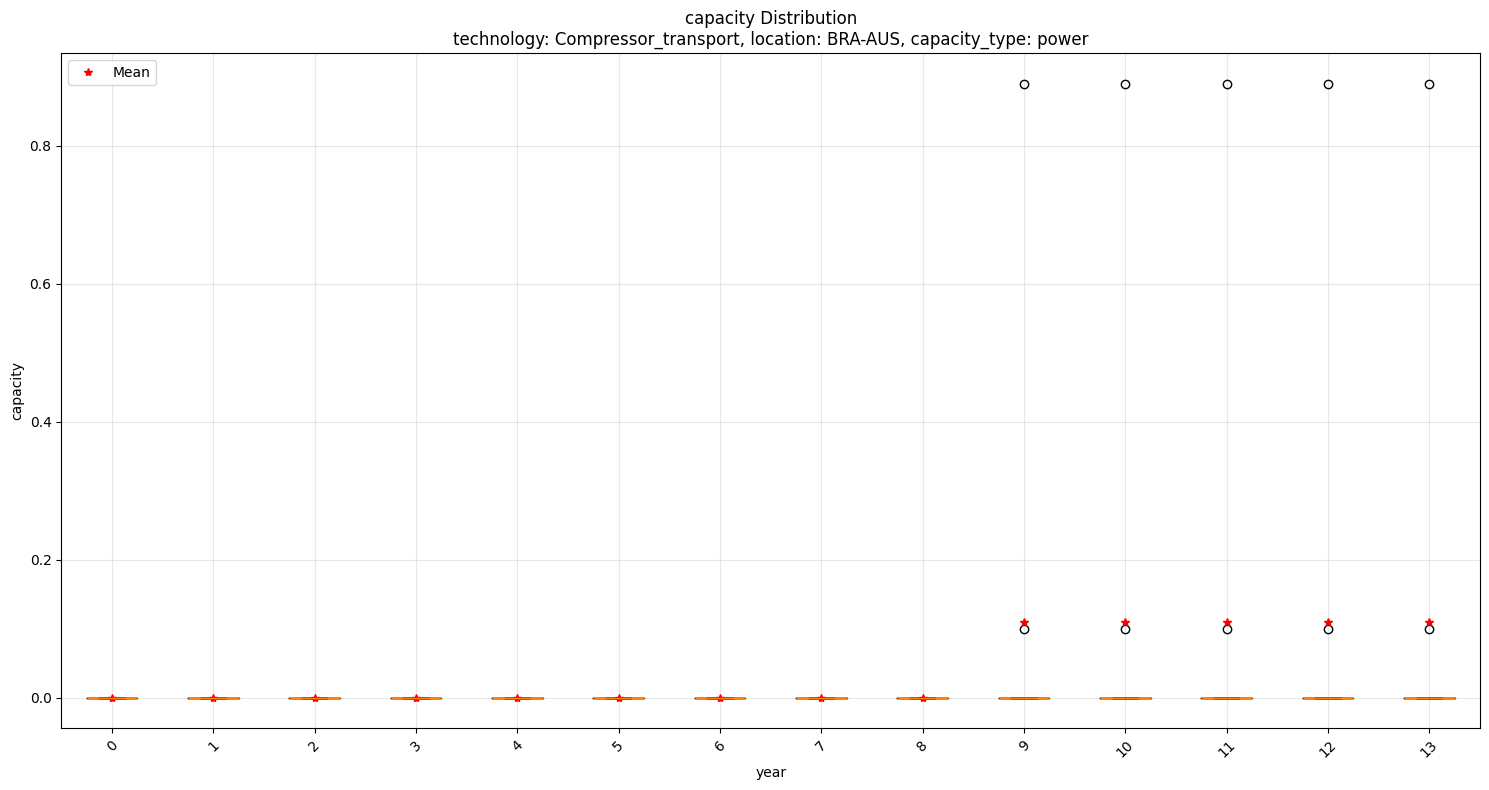 capacity Distribution
technology: Compressor_transport, location: BRA-AUS, capacity_type: power
Mean
capacity
0.8
0.6
0.4
0.2
0.0
0 1 2 3 4 5 6 7 8 9 10 11 12 13
year